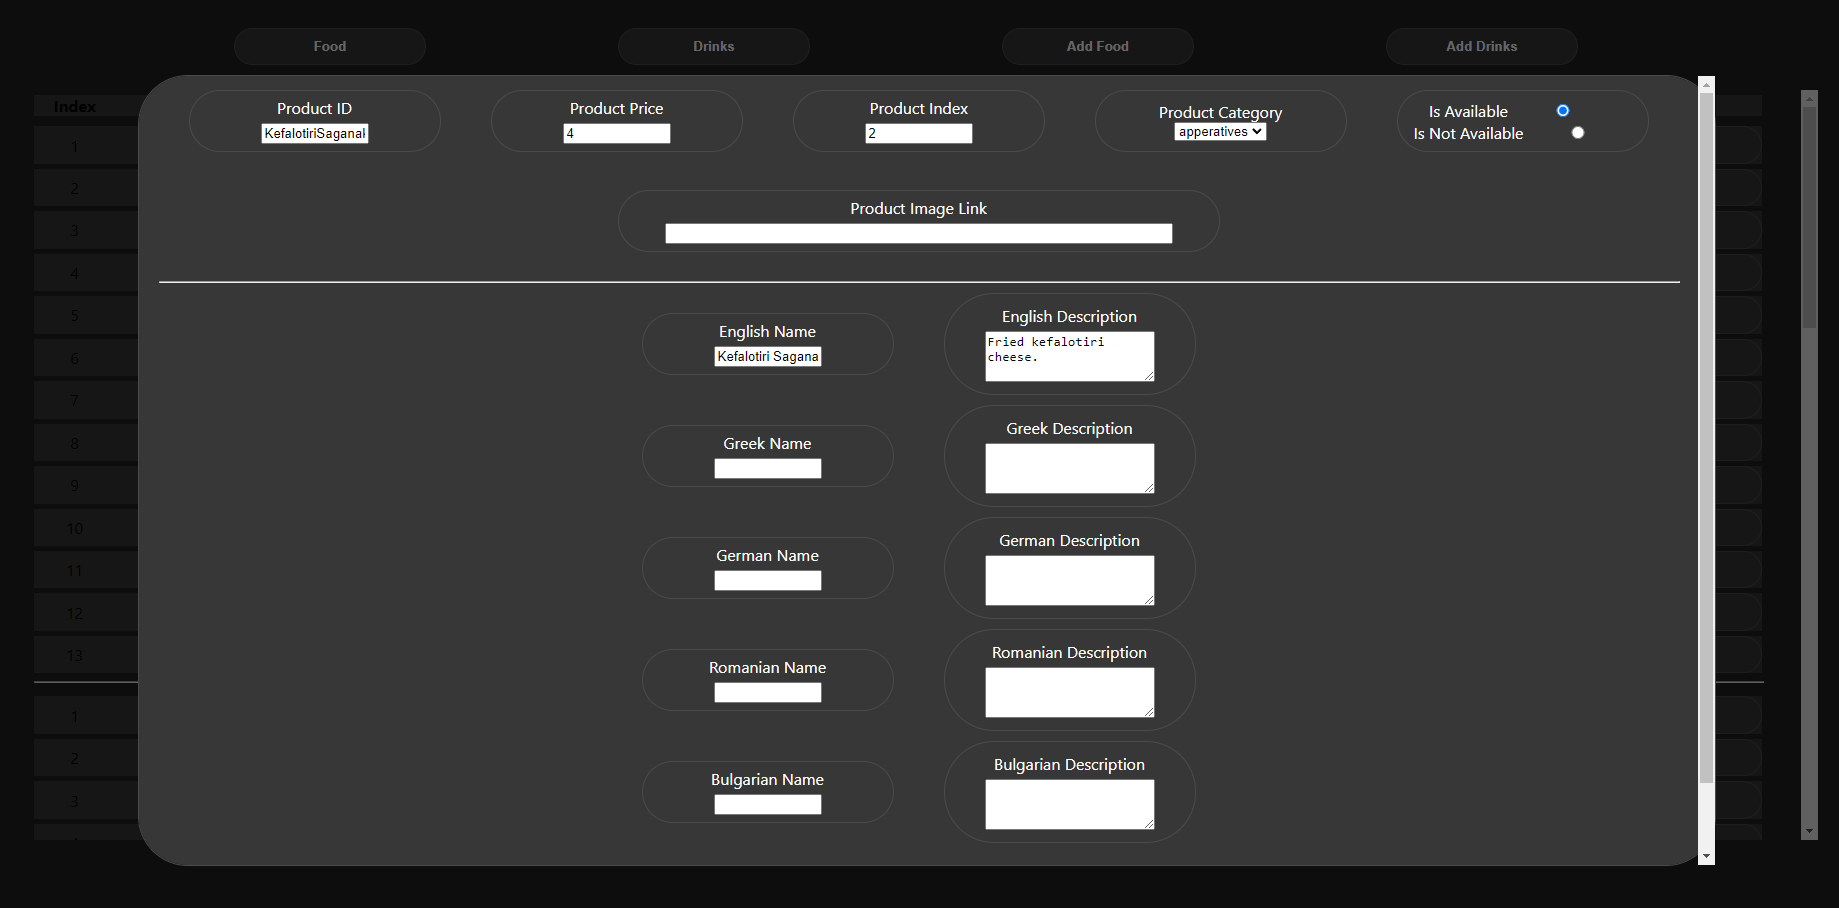 Food
Drinks
Add Food
Add Drinks
Index
1
2
3
4
5
6
7
8
9
10
11
12
13
1
2
3
Product ID
Product Price
4
Product Index
2
Product Category
apperatives
Is Available
Is Not Available
Product Image Link
English Name
Kefalotiri Sagana
English Description
Fried kefalotiri
cheese.
Greek Name
Greek Description
German Name
German Description
Romanian Name
Romanian Description
Bulgarian Name
Bulgarian Description